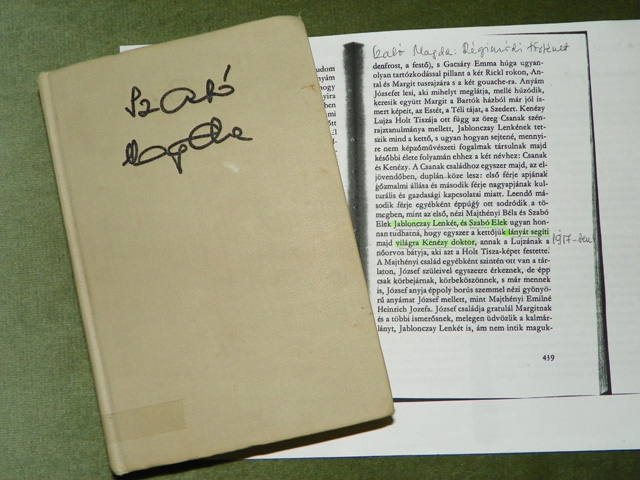 Szabó
Magda
Szabó Magda: Régimódi történet
denfrost, a festő), s Gacsáry Emma húga ugyan-
olyan tartózkodással pillant a két Rickl rokon, An-
tal és Margit tusrajzára s a két gouache-ra. Anyám
Józsefet lesi, aki mihelyt meglátja, mellé húzódik,
keresik együtt Margit a Bartók házból már jól is-
mert képeit, az Estét, a Téli tájat, a Szedert. Kenézy
Lujza Holt Tiszája ott függ az öreg Csanak szén-
rajztanulmánya mellett, Jablonczay Lenkének tet-
szik mind a kettő, s ugyan hogyan sejtené, mennyi-
re nem képzőművészeti fogalmak társulnak majd
későbbi élete folyamán ehhez a két névhez: Csanak
és Kenézy. A Csanak családhoz egyszer majd, az el-
jövendőben, duplán köze lesz: első férje apjának
gőzmalmi állása és második férje nagyapjának kul-
turális és gazdasági kapcsolatai miatt. Leendő má-
sodik férje egyébként éppúgy ott sodródik a tö-
megben, mint az első, nézi Majthényi Béla és Szabó
Elek Jablonczay Lenkét, és Szabó Elek ugyan hon-
nan tudhatná, hogy egyszer a kettőjük lányát segíti
majd világra Kenézy doktor, annak a Lujzának a
nőorvos bátyja, aki azt a Holt Tisza-képet festette.
1917-ben
A Majthényi család egyébként szintén ott van a tár-
laton, József szüleivel egyszerre érkeznek, de épp
csak körbejárnak, körbeköszönnek, s már mennek
is, József anyja éppoly borús szemmel nézi gyönyö-
rű anyámat József mellett, mint Majthényi Emilné
Heinrich Jozefa. József családja gratulál Margitnak
és a többi ismerősnek, melegen üdvözlik a kalmár-
lányt, Jablonczay Lenkét is, ám nem intik maguk-
439